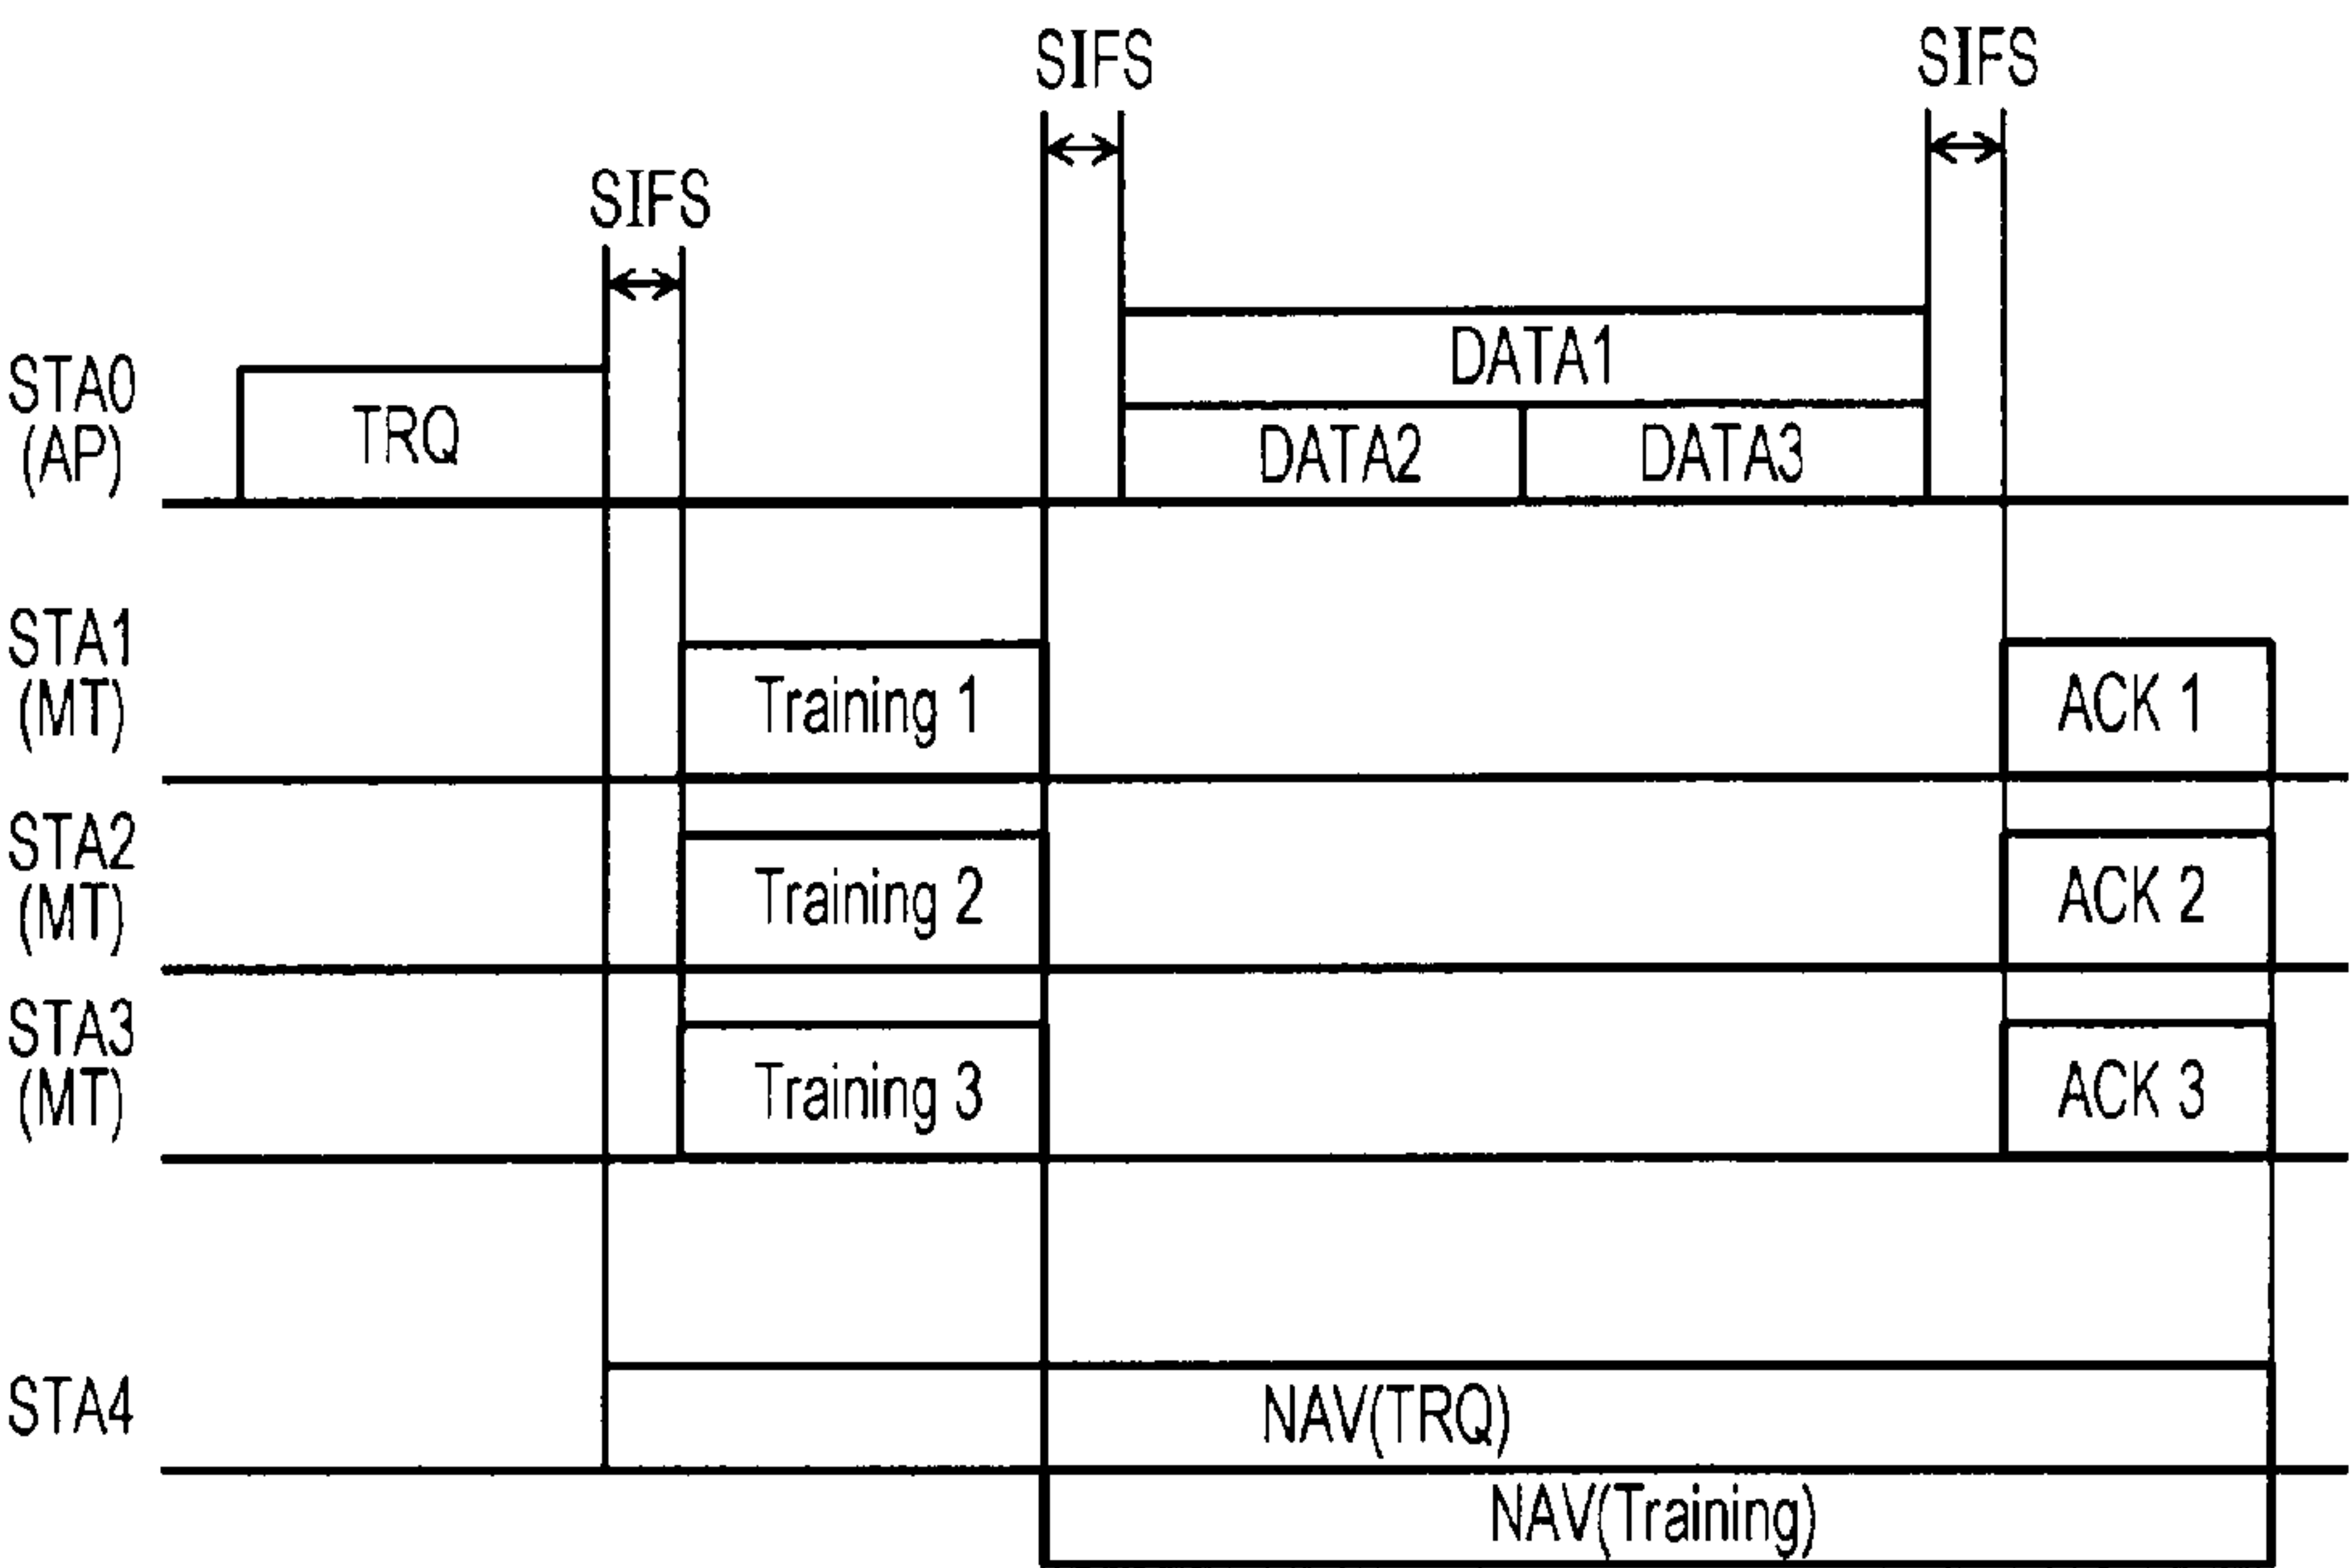 SIFS
SIFS
SIFS
STA0
(AP)
TRQ
DATA1
DATA2
DATA3
STA1
(MT)
Training 1
ACK 1
STA2
(MT)
Training 2
ACK 2
STA3
(MT)
Training 3
ACK 3
STA4
NAV(TRQ)
NAV(Training)